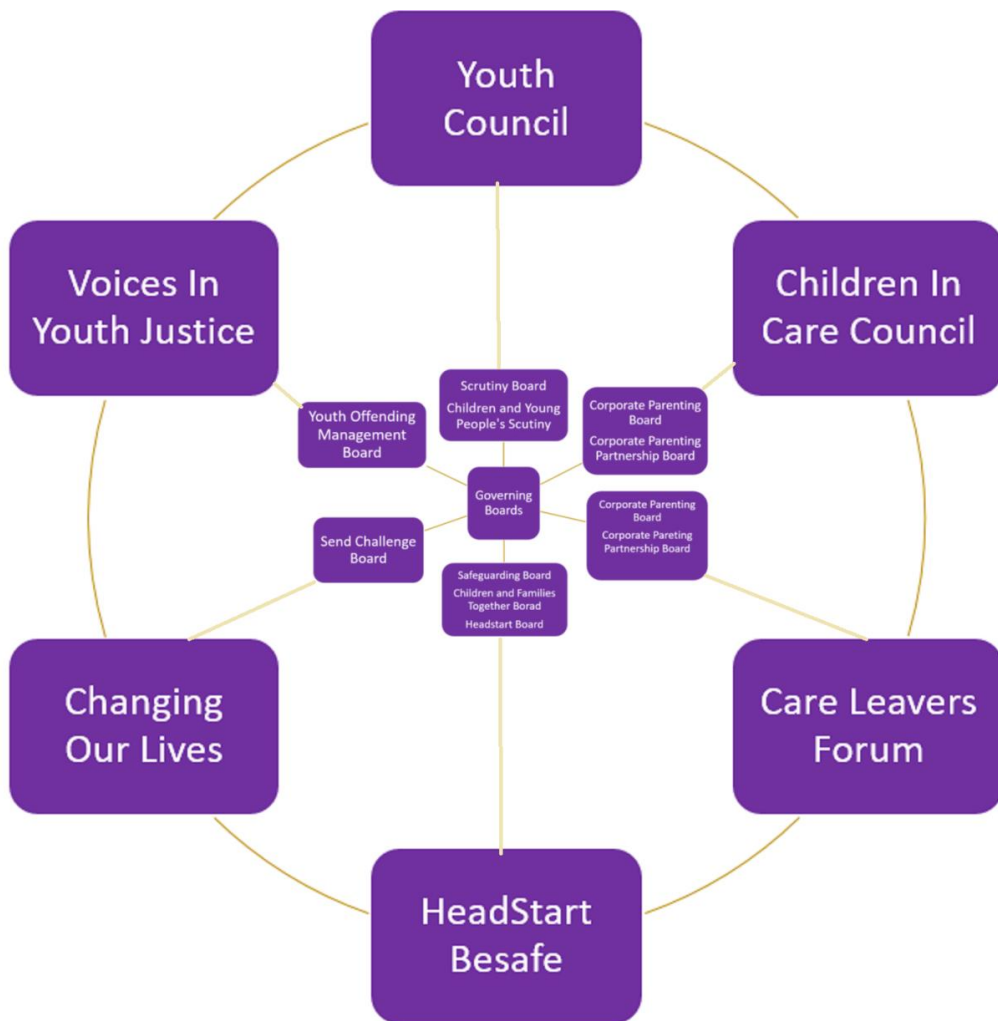 Youth
Council
Voices In
Youth Justice
Children In
Care Council
Scrutiny Board
Children and Young
People's Scrutiny
Corporate Parenting
Board
Corporate Parenting
Partnership Board
Youth Offending
Management
Board
Governing
Boards
Corporate Parenting
Board
Corporate Pareting
Partnership Board
Send Challenge
Board
Safeguarding Board
Children and Families
Together Borad
Headstart Board
Changing
Our Lives
Care Leavers
Forum
HeadStart
Besafe